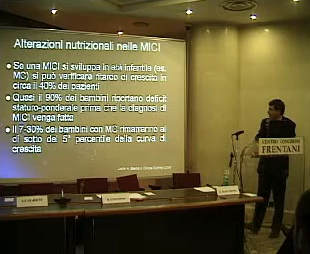 Alterazioni nutrizionali nelle MICI
Se una MICI si sviluppa in età infantile (es.
MC) si può verificare ritardo di crescita in
circa il 40% dei pazienti
Quasi il 90% dei bambini riportano deficit
staturo-ponderale prima che la diagnosi di
MICI venga fatta
Il 7-30% dei bambini con MC rimarranno al
di sotto del 5° percentile della curva di
crescita
CENTRO CONGRESSI
FRENTANI